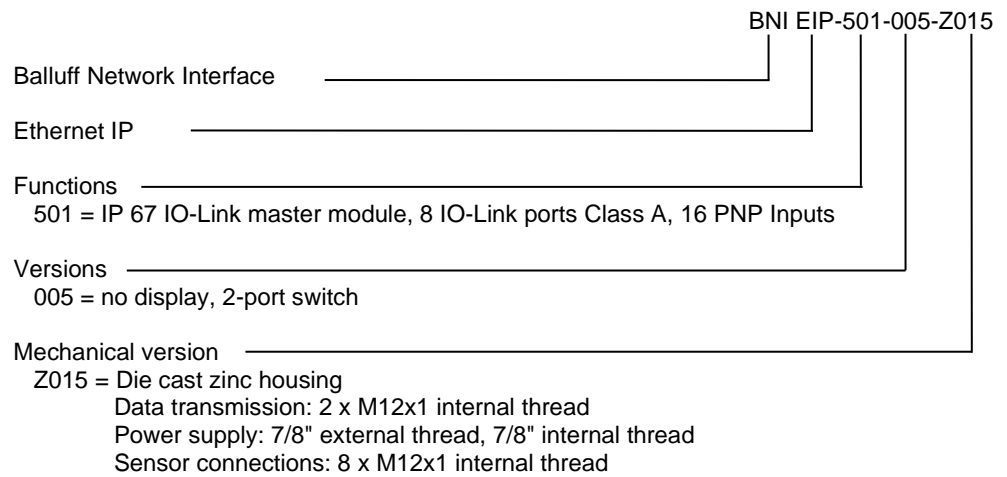 BNI EIP-501-005-Z015
Balluff Network Interface
Ethernet IP
Functions
501 = IP 67 IO-Link master module, 8 IO-Link ports Class A, 16 PNP Inputs
Versions
005 = no display, 2-port switch
Mechanical version
Z015 = Die cast zinc housing
Data transmission: 2 x M12x1 internal thread
Power supply: 7/8" external thread, 7/8" internal thread
Sensor connections: 8 x M12x1 internal thread